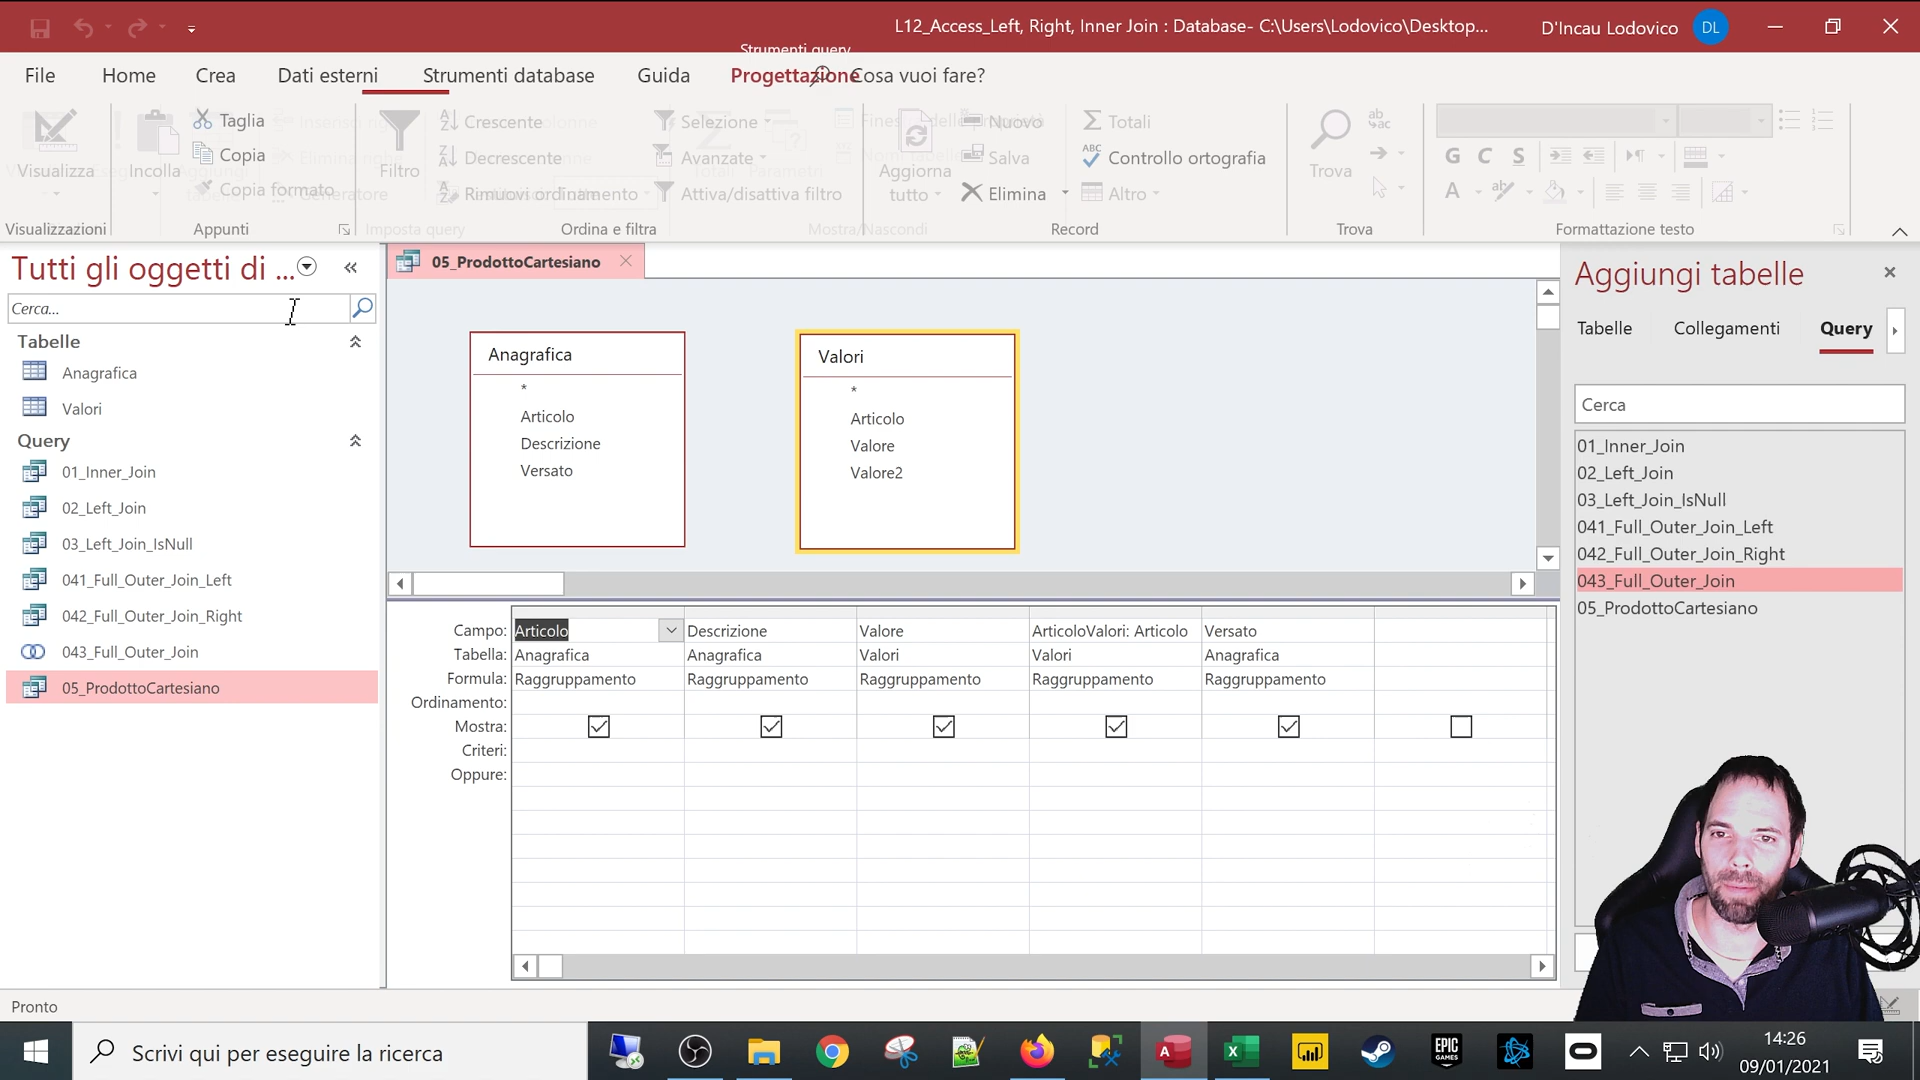 L12_Access_Left, Right, Inner Join : Database- C:\Users\Lodovico\Desktop...
D'Incau Lodovico
DL
Strumenti query
File
Home
Crea
Dati esterni
Strumenti database
Guida
Progettazione
Cosa vuoi fare?
Visualizza
Incolla
Taglia
Copia
Copia formato
Filtro
Crescente
Decrescente
Rimuovi ordinamento
Selezione
Avanzate
Attiva/disattiva filtro
Aggiorna
tutto
Nuovo
Salva
Elimina
Totali
Controllo ortografia
Altro
Trova
G C S
A
Visualizzazioni
Appunti
Imposta query
Ordina e filtra
Mostra/Nascondi
Record
Trova
Formattazione testo
Tutti gli oggetti di ...
Cerca...
Tabelle
Anagrafica
Valori
Query
01_Inner_Join
02_Left_Join
03_Left_Join_IsNull
041_Full_Outer_Join_Left
042_Full_Outer_Join_Right
043_Full_Outer_Join
05_ProdottoCartesiano
05_ProdottoCartesiano
Anagrafica
*
Articolo
Descrizione
Versato
Valori
*
Articolo
Valore
Valore2
Campo: Articolo Descrizione Valore ArticoloValori: Articolo Versato
Tabella: Anagrafica Anagrafica Valori Valori Anagrafica
Formula: Raggruppamento Raggruppamento Raggruppamento Raggruppamento Raggruppamento
Ordinamento:
Mostra:
Criteri:
Oppure:
Aggiungi tabelle
Tabelle
Collegamenti
Query
Cerca
01_Inner_Join
02_Left_Join
03_Left_Join_IsNull
041_Full_Outer_Join_Left
042_Full_Outer_Join_Right
043_Full_Outer_Join
05_ProdottoCartesiano
Pronto
Scrivi qui per eseguire la ricerca
EPIC
GAMES
14:26
09/01/2021